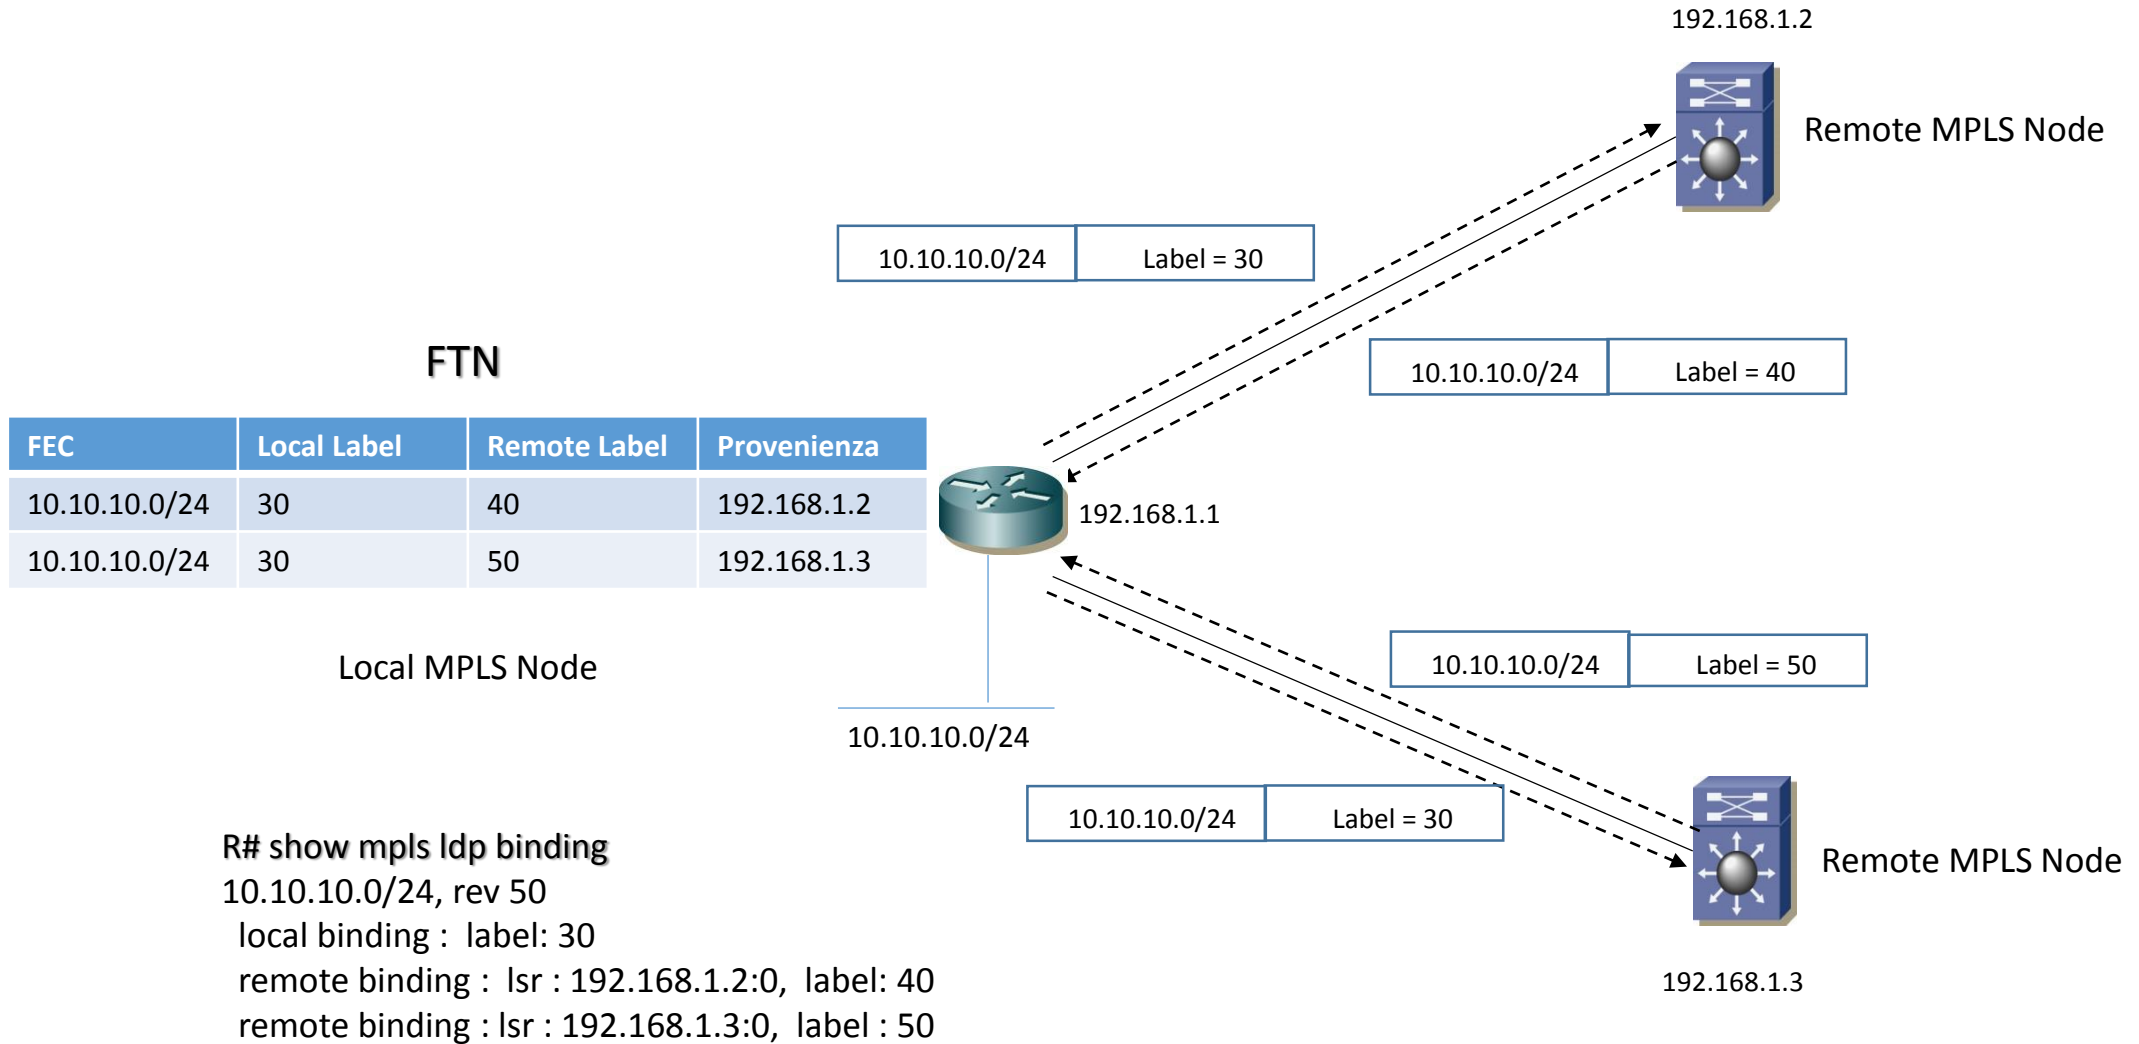 192.168.1.2
Remote MPLS Node
10.10.10.0/24 Label = 30
10.10.10.0/24 Label = 40
FTN
FEC Local Label Remote Label Provenienza
10.10.10.0/24 30 40 192.168.1.2
10.10.10.0/24 30 50 192.168.1.3
192.168.1.1
Local MPLS Node
10.10.10.0/24 Label = 50
10.10.10.0/24
10.10.10.0/24 Label = 30
Remote MPLS Node
192.168.1.3
R# show mpls ldp binding
10.10.10.0/24, rev 50
local binding : label: 30
remote binding : lsr : 192.168.1.2:0, label: 40
remote binding : lsr : 192.168.1.3:0, label : 50